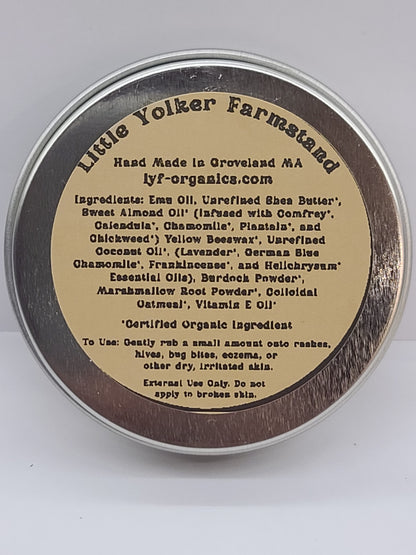 Little Yolker Farmstand
Hand Made in Groveland MA
lyf-organics.com
Ingredients: Emu Oil, Unrefined Shea Butter*,
Sweet Almond Oil* (Infused with Comfrey*,
Calendula*, Chamomile*, Plantain*, and
Chickweed*) Yellow Beeswax*, Unrefined
Coconut Oil*, (Lavender*, German Blue
Chamomile*, Frankincense*, and Helichrysum*
Essential Oils), Burdock Powder*,
Marshmallow Root Powder*, Colloidal
Oatmeal*, Vitamin E Oil*
*Certified Organic Ingredient
To Use: Gently rub a small amount onto rashes,
hives, bug bites, eczema, or
other dry, irritated skin.
External Use Only. Do not
apply to broken skin.